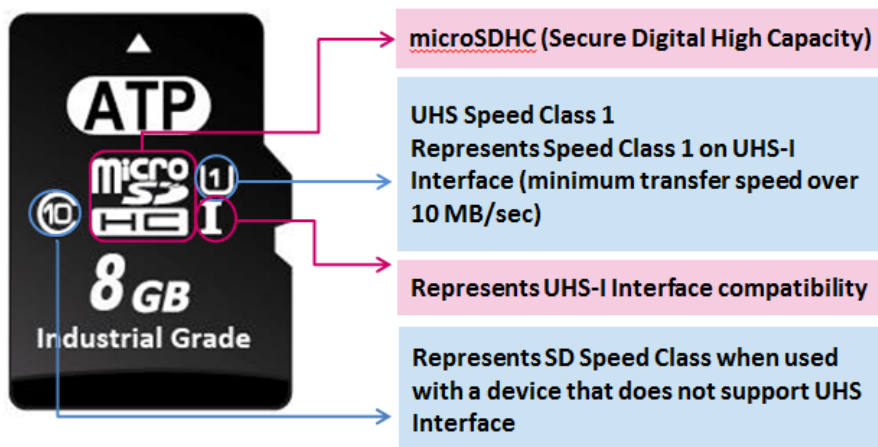 ATP
micro
SD
HC
U1
I
C10
8 GB
Industrial Grade
microSDHC (Secure Digital High Capacity)
UHS Speed Class 1
Represents Speed Class 1 on UHS-I
Interface (minimum transfer speed over
10 MB/sec)
Represents UHS-I Interface compatibility
Represents SD Speed Class when used
with a device that does not support UHS
Interface